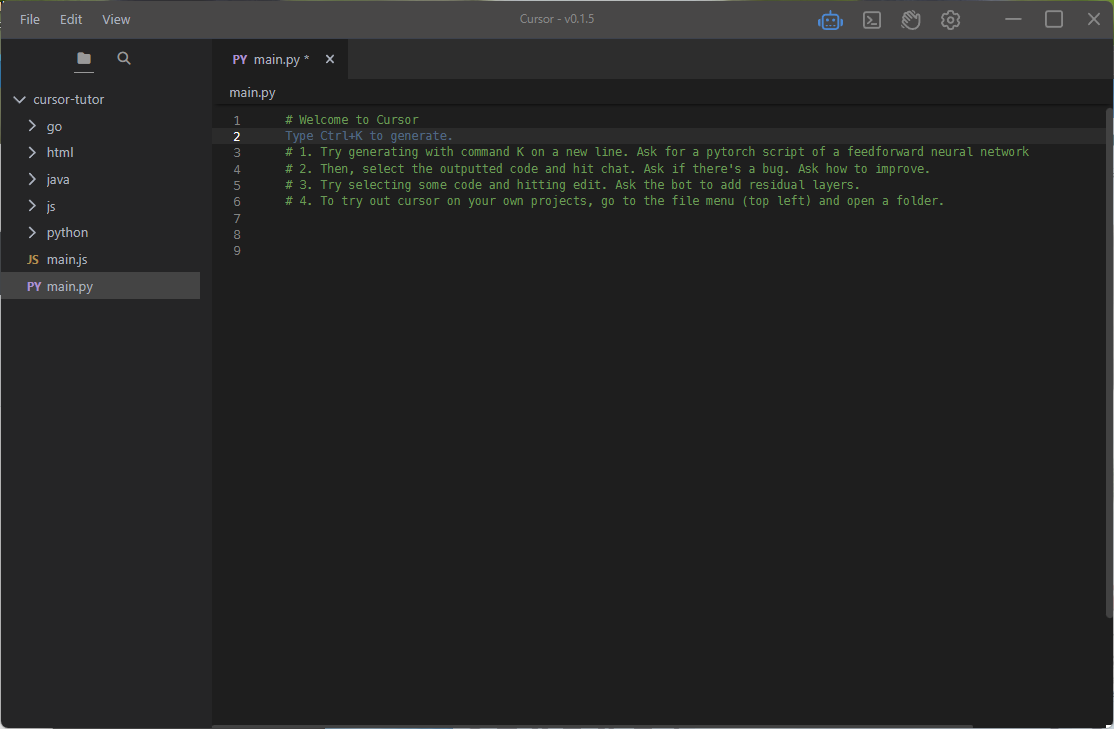 File Edit View Cursor - v0.1.5
PY main.py * ×
main.py
cursor-tutor
go
html
java
js
python
JS main.js
PY main.py
1 # Welcome to Cursor
2 Type Ctrl+K to generate.
3 # 1. Try generating with command K on a new line. Ask for a pytorch script of a feedforward neural network
4 # 2. Then, select the outputted code and hit chat. Ask if there's a bug. Ask how to improve.
5 # 3. Try selecting some code and hitting edit. Ask the bot to add residual layers.
6 # 4. To try out cursor on your own projects, go to the file menu (top left) and open a folder.
7
8
9